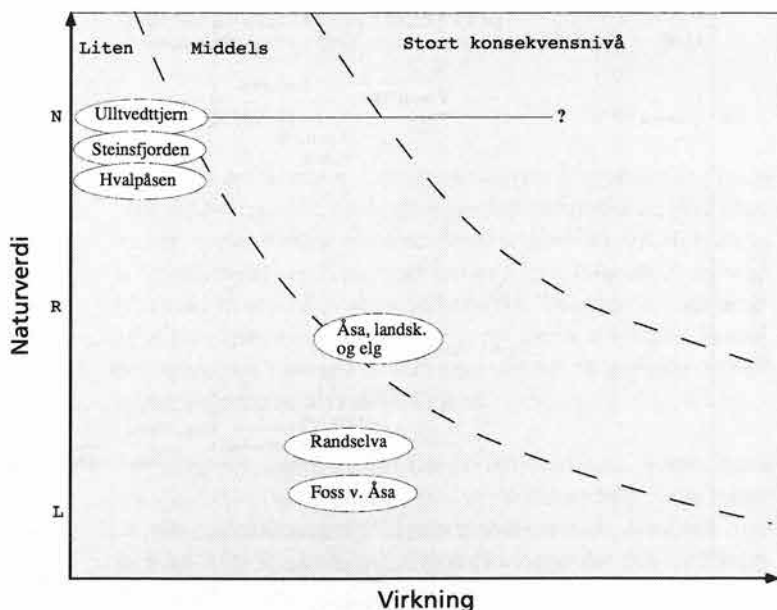 Liten
Middels
Stort konsekvensnivå
N
Ulltvedttjern
?
Steinsfjorden
Hvalpåsen
Naturverdi
R
Åsa, landsk.
og elg
Randselva
Foss v. Åsa
L
Virkning